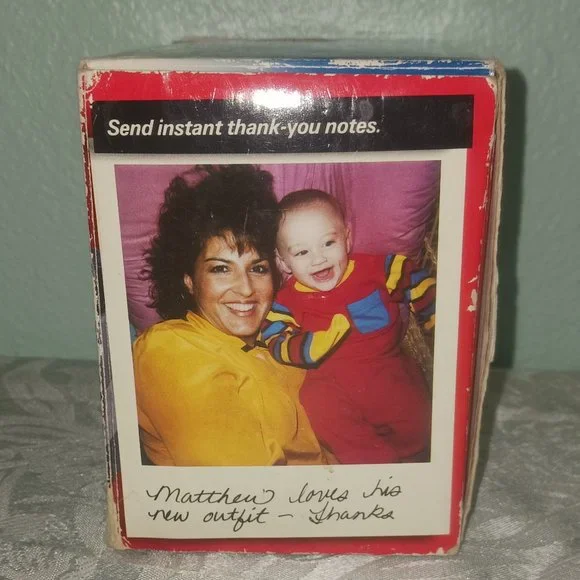 Send instant thank-you notes.
Matthew loves his
new outfit - Thanks